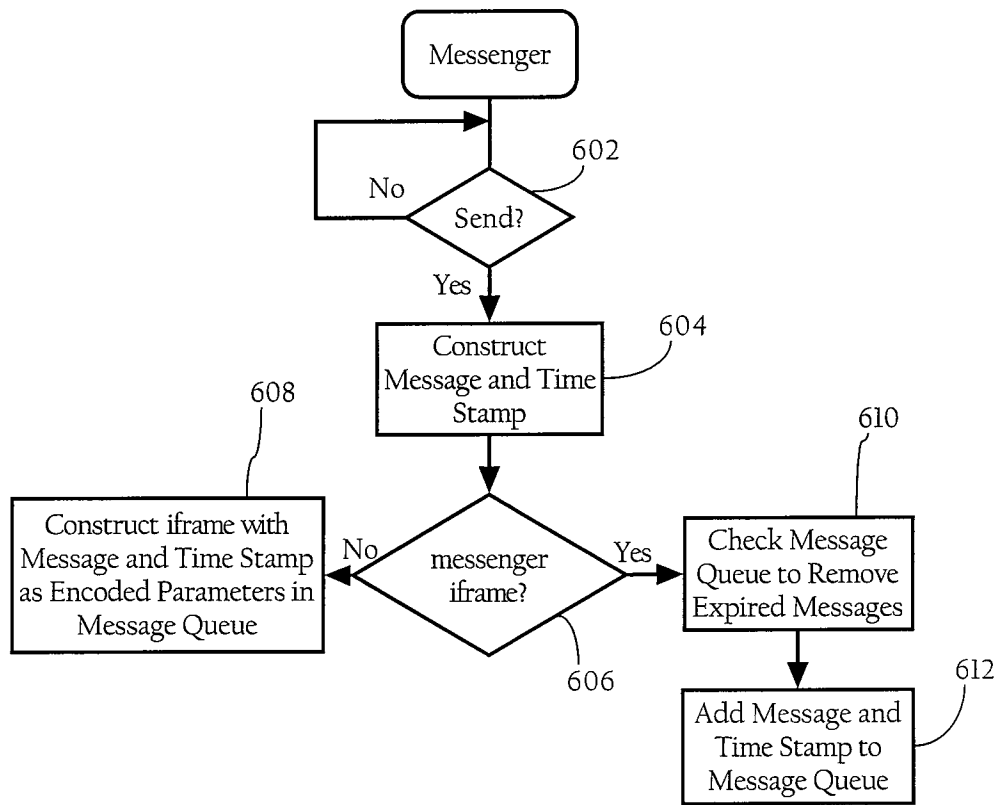 Messenger
602
No
Send?
Yes
604
Construct
Message and Time
Stamp
608
610
Construct iframe with
Message and Time Stamp
as Encoded Parameters in
Message Queue
No
messenger
iframe?
Yes
Check Message
Queue to Remove
Expired Messages
606
612
Add Message and
Time Stamp to
Message Queue